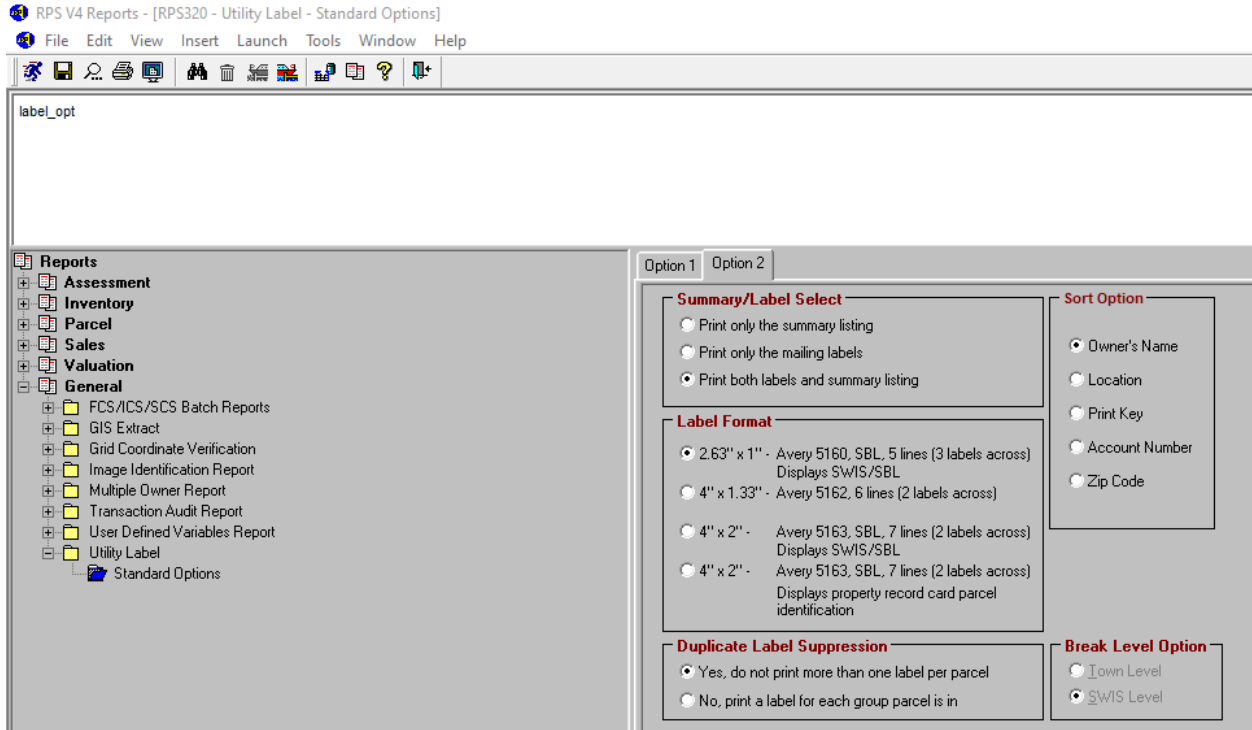 RPS V4 Reports - [RPS320 - Utility Label - Standard Options]
File Edit View Insert Launch Tools Window Help
label_opt
Reports
Assessment
Inventory
Parcel
Sales
Valuation
General
FCS/ICS/SCS Batch Reports
GIS Extract
Grid Coordinate Verification
Image Identification Report
Multiple Owner Report
Transaction Audit Report
User Defined Variables Report
Utility Label
Standard Options
Option 1 Option 2
Summary/Label Select
Print only the summary listing
Print only the mailing labels
Print both labels and summary listing
Label Format
2.63" x 1" - Avery 5160, SBL, 5 lines (3 labels across)
Displays SWIS/SBL
4" x 1.33" - Avery 5162, 6 lines (2 labels across)
4" x 2" - Avery 5163, SBL, 7 lines (2 labels across)
Displays SWIS/SBL
4" x 2" - Avery 5163, SBL, 7 lines (2 labels across)
Displays property record card parcel
identification
Duplicate Label Suppression
Yes, do not print more than one label per parcel
No, print a label for each group parcel is in
Sort Option
Owner's Name
Location
Print Key
Account Number
Zip Code
Break Level Option
Town Level
SWIS Level